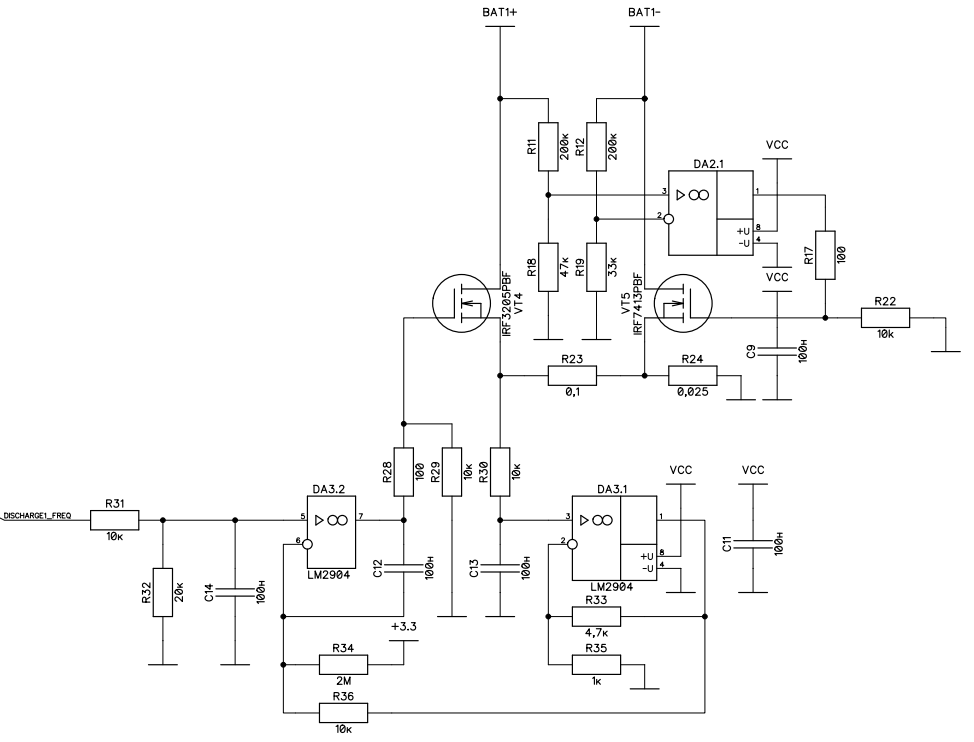 BAT1+
BAT1-
R11
200к
R12
200к
DA2.1
VCC
3
1
2
+U
8
-U
4
R17
100
R18
47к
R19
33к
VCC
IRF3205PBF
VT4
VT5
IRF7413PBF
R22
10к
C9
100н
R23
0,1
R24
0,025
R28
100
R29
10к
R30
10к
VCC
VCC
DISCHARGE1_FREQ
R31
10к
DA3.2
5
7
6
LM2904
DA3.1
3
1
2
+U
8
-U
4
LM2904
C11
100н
R32
20к
C14
100н
C12
100н
C13
100н
+3.3
R33
4,7к
R34
2М
R35
1к
R36
10к